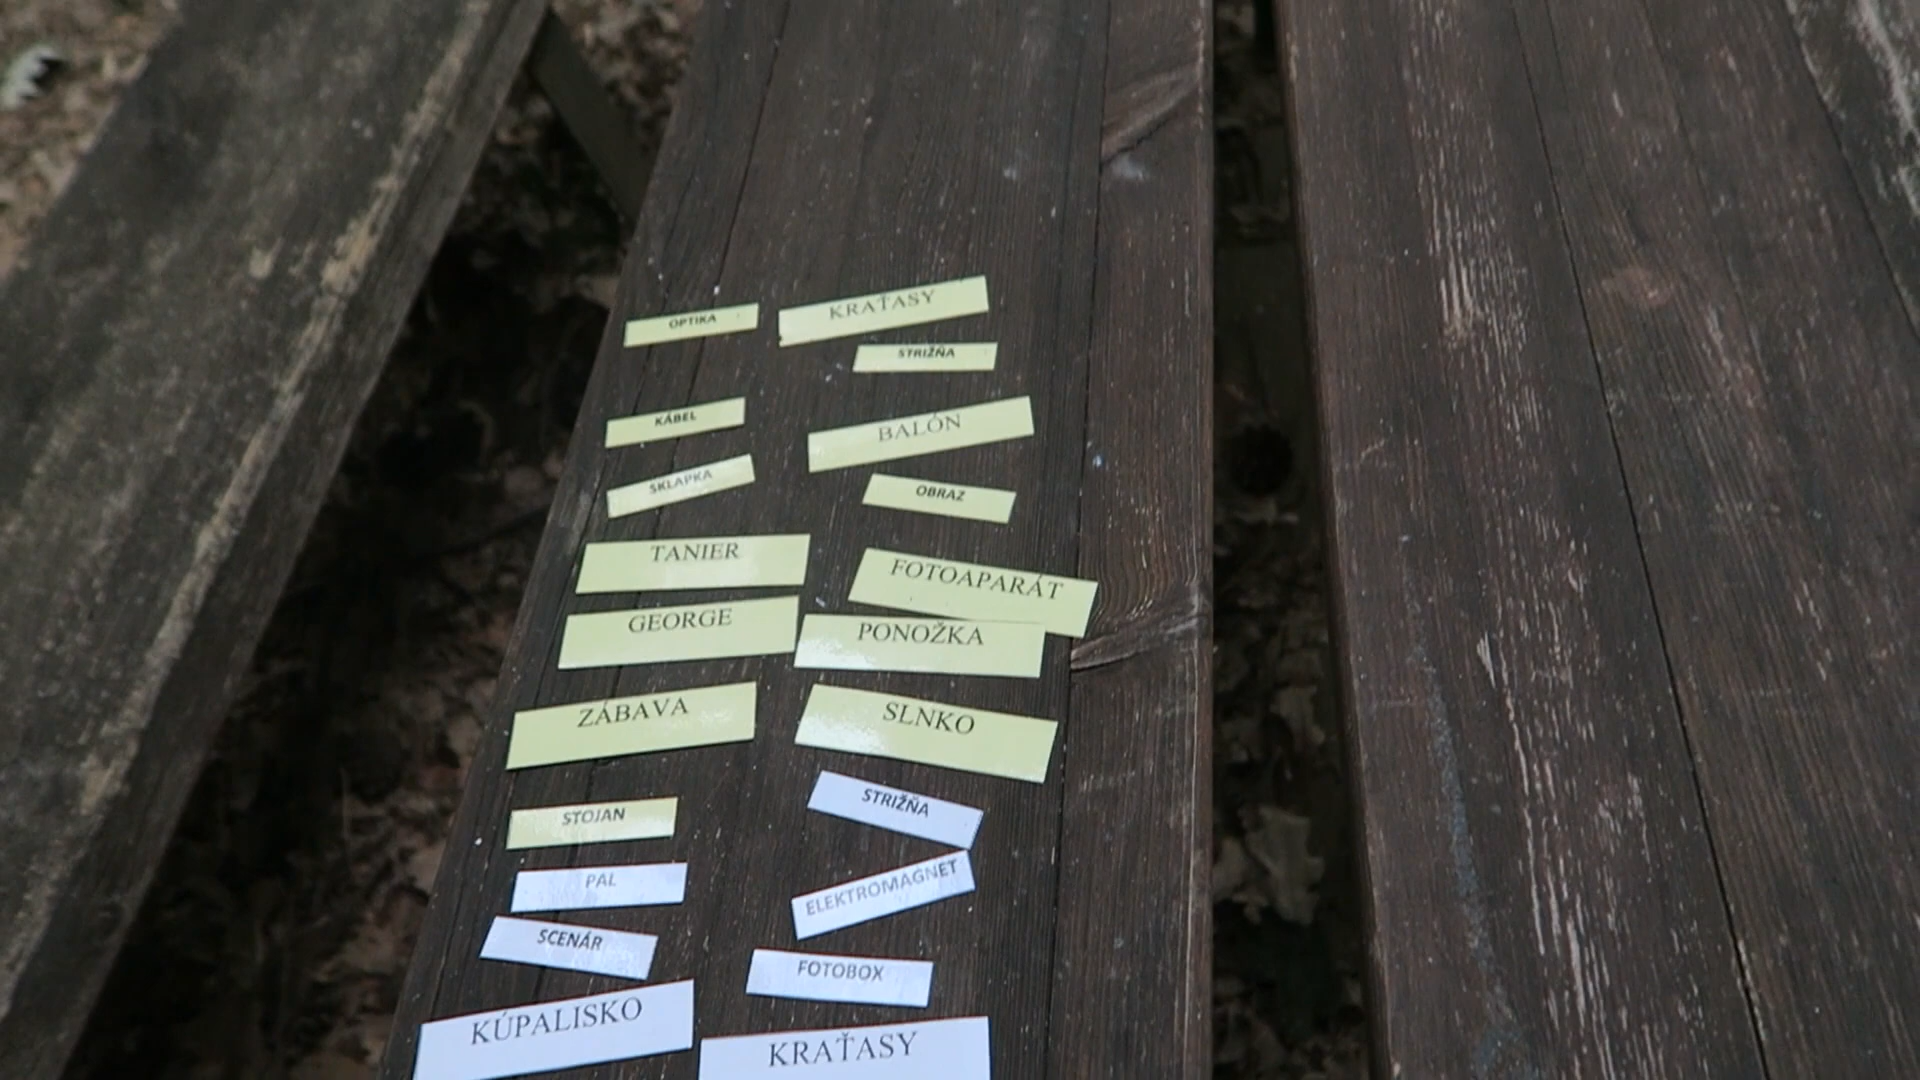 OPTIKA
KRAŤASY
STRIŽŇA
KÁBEL
BALÓN
SKLAPKA
OBRAZ
TANIER
FOTOAPARÁT
GEORGE
PONOŽKA
ZÁBAVA
SLNKO
STOJAN
STRIŽŇA
PAL
ELEKTROMAGNET
SCENÁR
FOTOBOX
KÚPALISKO
KRAŤASY